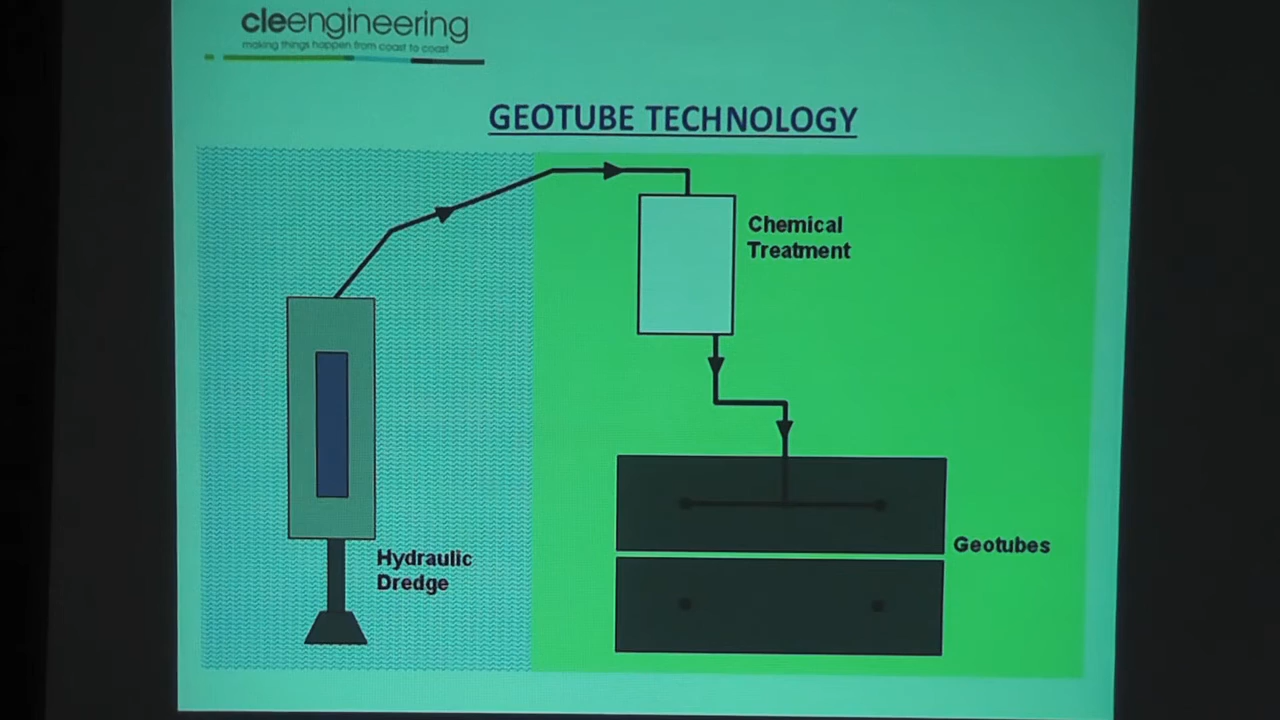 cleengineering
making things happen from coast to coast
GEOTUBE TECHNOLOGY
Chemical
Treatment
Hydraulic
Dredge
Geotubes